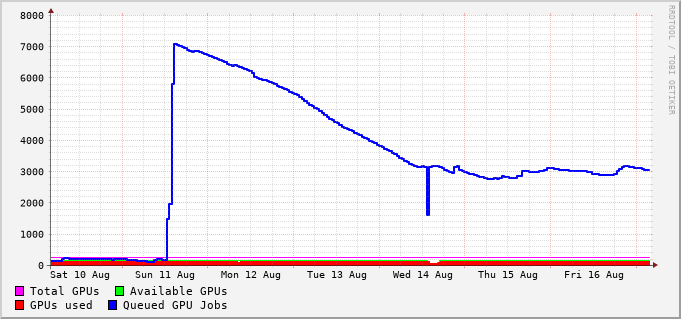 8000
7000
6000
5000
4000
3000
2000
1000
0
Sat 10 Aug Sun 11 Aug Mon 12 Aug Tue 13 Aug Wed 14 Aug Thu 15 Aug Fri 16 Aug
Total GPUs Available GPUs
GPUs used Queued GPU Jobs
RRDTOOL / TOBI OETIKER